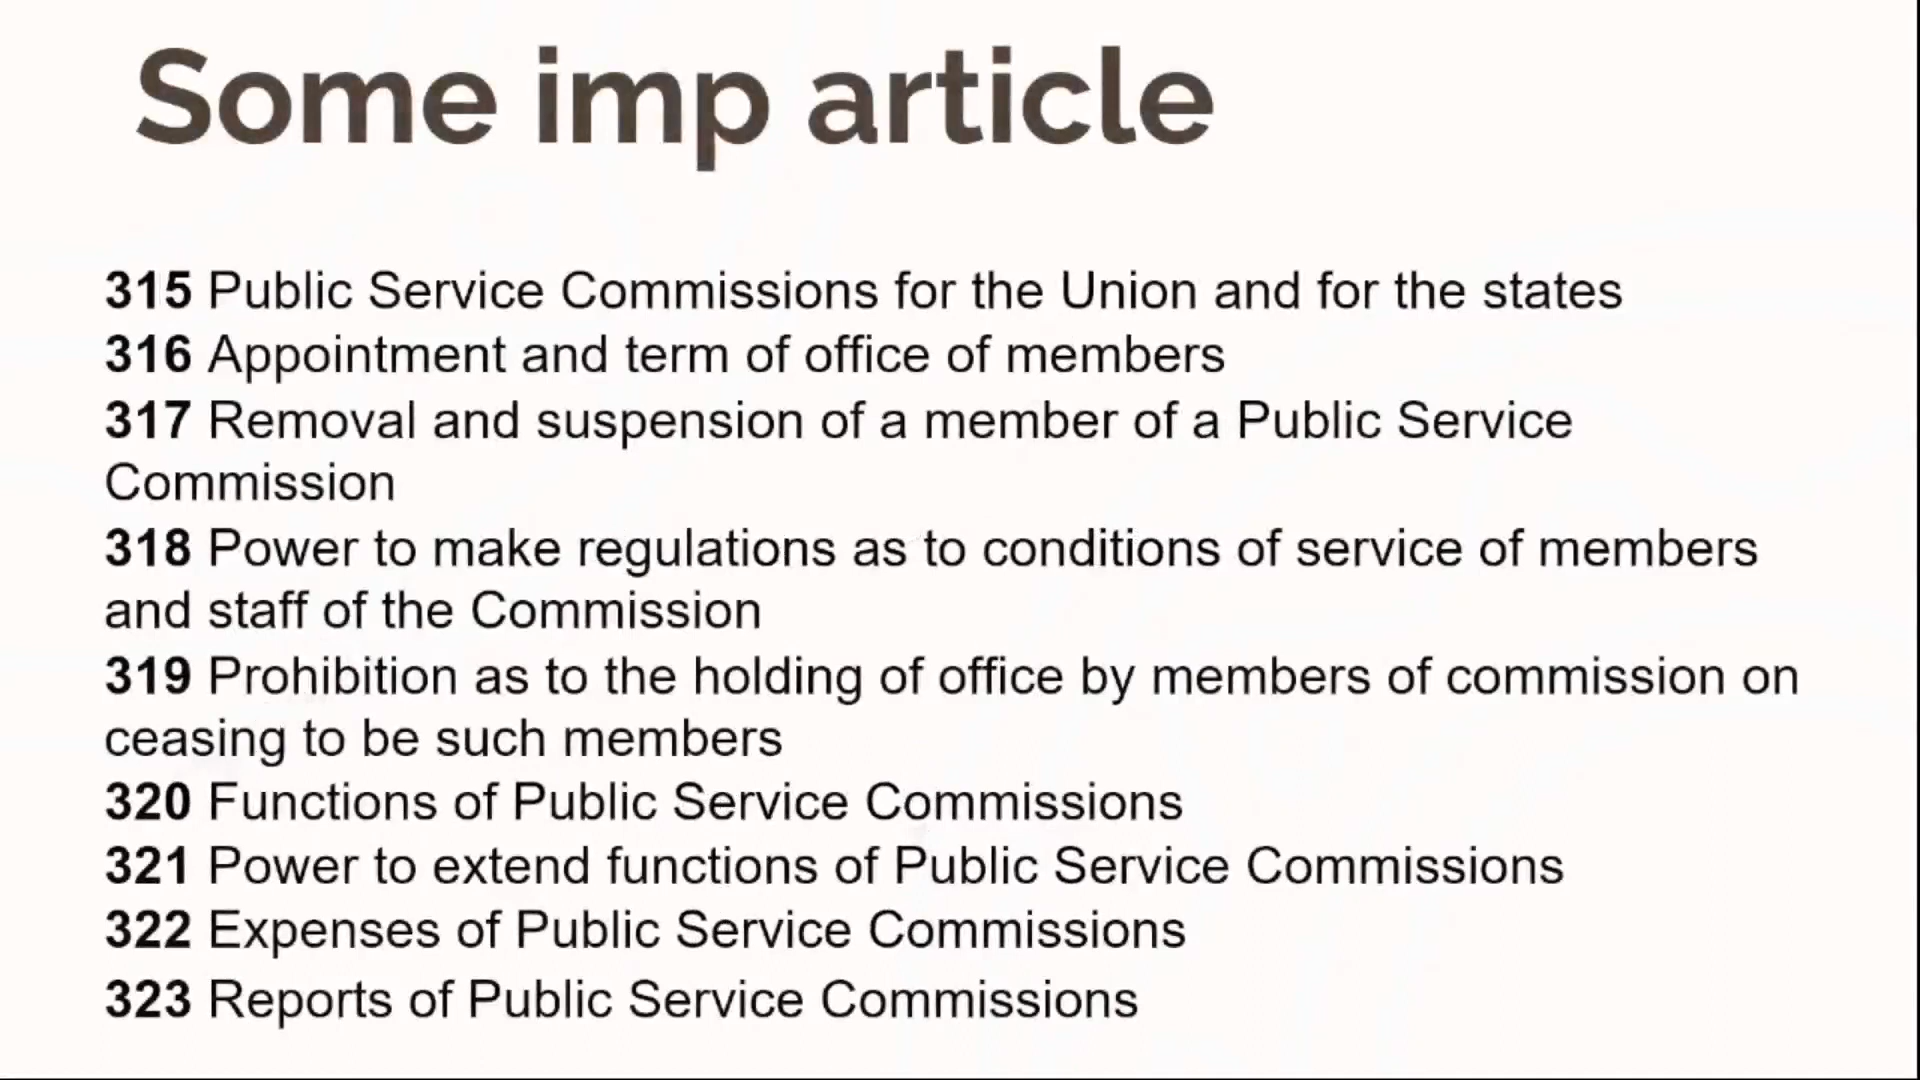 Some imp article
315 Public Service Commissions for the Union and for the states
316 Appointment and term of office of members
317 Removal and suspension of a member of a Public Service
Commission
318 Power to make regulations as to conditions of service of members
and staff of the Commission
319 Prohibition as to the holding of office by members of commission on
ceasing to be such members
320 Functions of Public Service Commissions
321 Power to extend functions of Public Service Commissions
322 Expenses of Public Service Commissions
323 Reports of Public Service Commissions